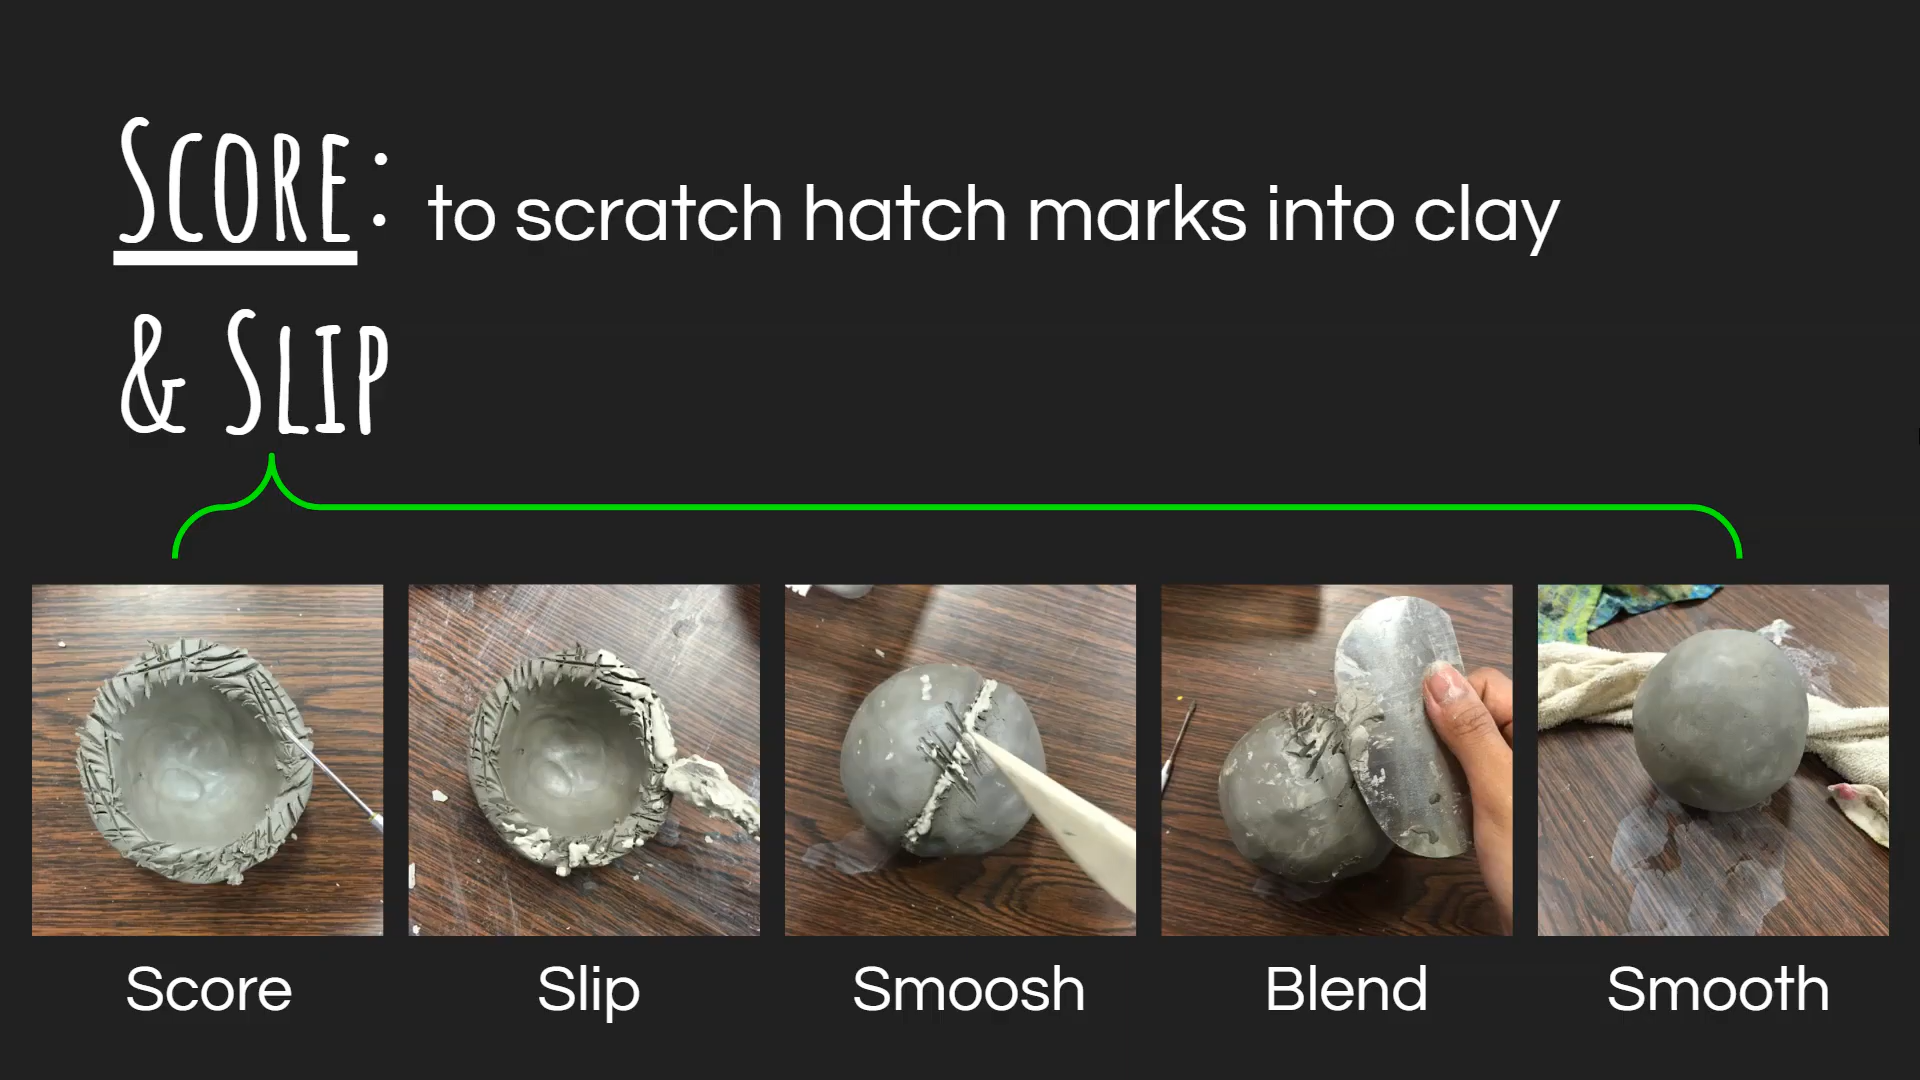 Score: to scratch hatch marks into clay
& Slip
Score
Slip
Smoosh
Blend
Smooth